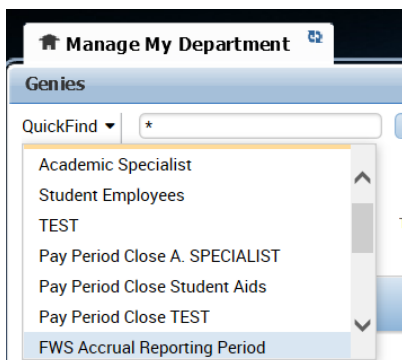 Manage My Department
Genies
QuickFind *
Academic Specialist
Student Employees
TEST
Pay Period Close A. SPECIALIST
Pay Period Close Student Aids
Pay Period Close TEST
FWS Accrual Reporting Period